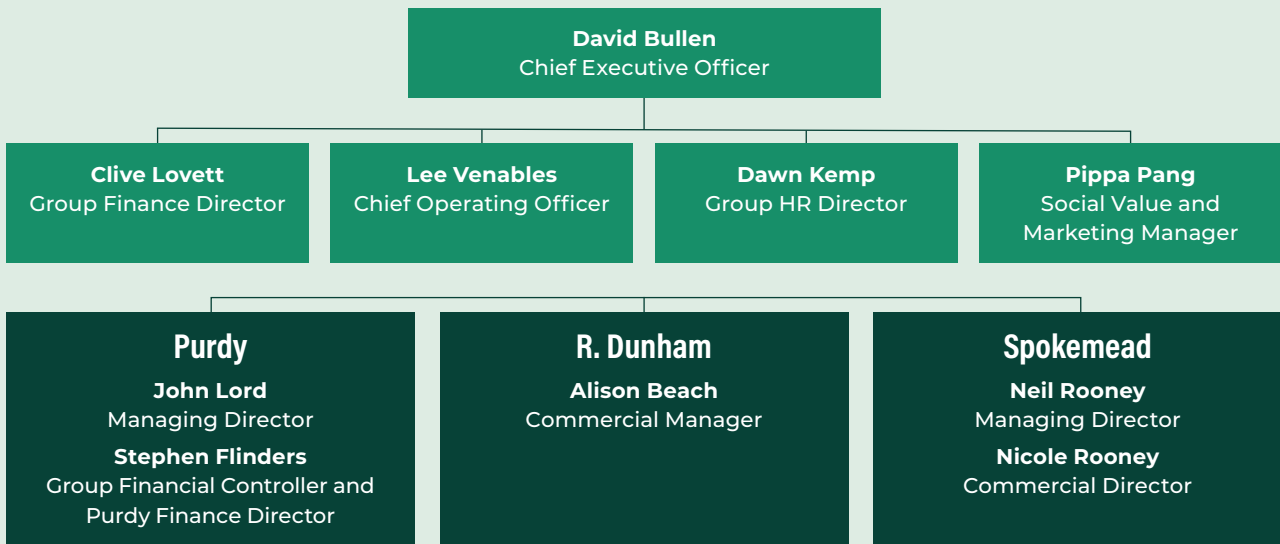 David Bullen
Chief Executive Officer
Clive Lovett
Group Finance Director
Lee Venables
Chief Operating Officer
Dawn Kemp
Group HR Director
Pippa Pang
Social Value and
Marketing Manager
Purdy
John Lord
Managing Director
Stephen Flinders
Group Financial Controller and
Purdy Finance Director
R. Dunham
Alison Beach
Commercial Manager
Spokemead
Neil Rooney
Managing Director
Nicole Rooney
Commercial Director